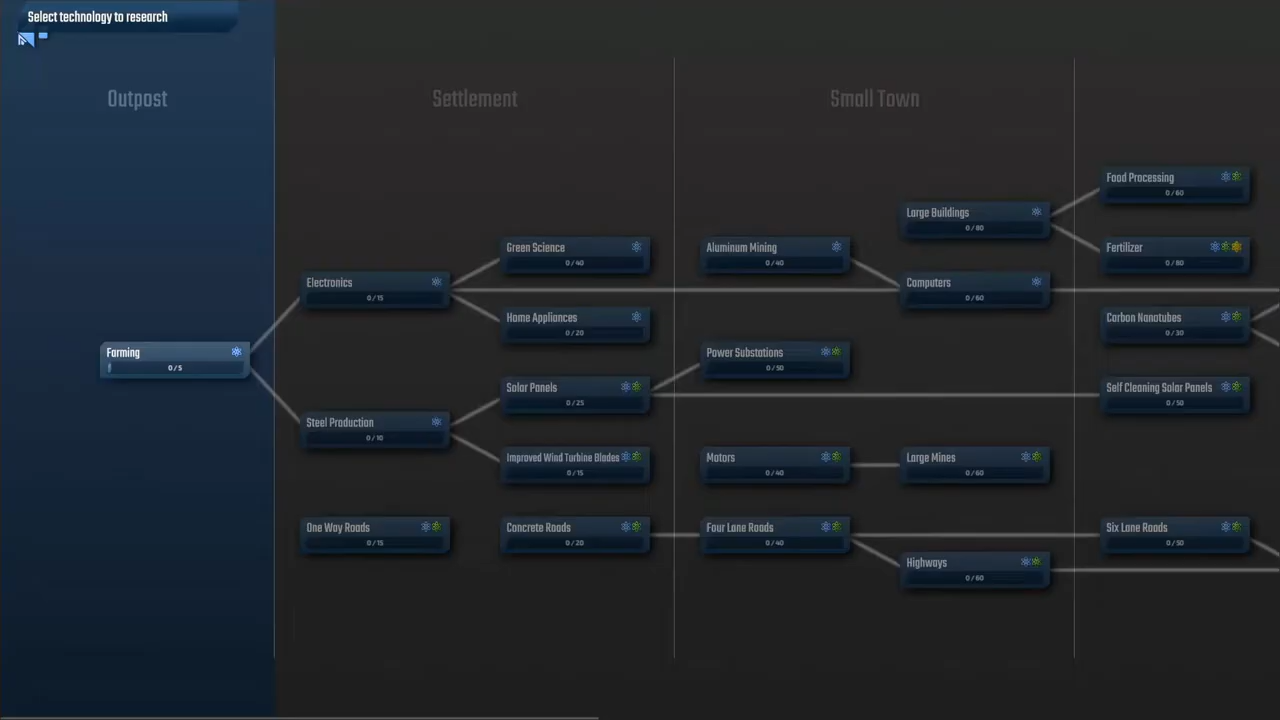 Select technology to research
Outpost
Settlement
Small Town
Food Processing
0/60
Large Buildings
0/80
Green Science
0/40
Aluminum Mining
0/40
Fertilizer
0/80
Electronics
0/15
Computers
0/60
Home Appliances
0/20
Carbon Nanotubes
0/30
Farming
0/5
Power Substations
0/50
Solar Panels
0/25
Self Cleaning Solar Panels
0/50
Steel Production
0/10
Improved Wind Turbine Blades
0/15
Motors
0/40
Large Mines
0/60
One Way Roads
0/15
Concrete Roads
0/20
Four Lane Roads
0/40
Six Lane Roads
0/50
Highways
0/60